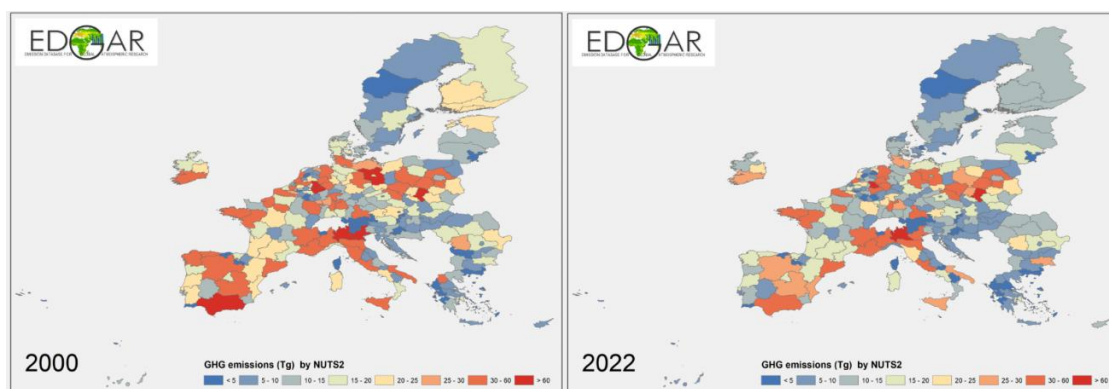 EDGAR
2000
GHG emissions (Tg) by NUTS2
< 5 5 - 10 10 - 15 15 - 20 20 - 25 25 - 30 30 - 60 > 60
EDGAR
2022
GHG emissions (Tg) by NUTS2
< 5 5 - 10 10 - 15 15 - 20 20 - 25 25 - 30 30 - 60 > 60